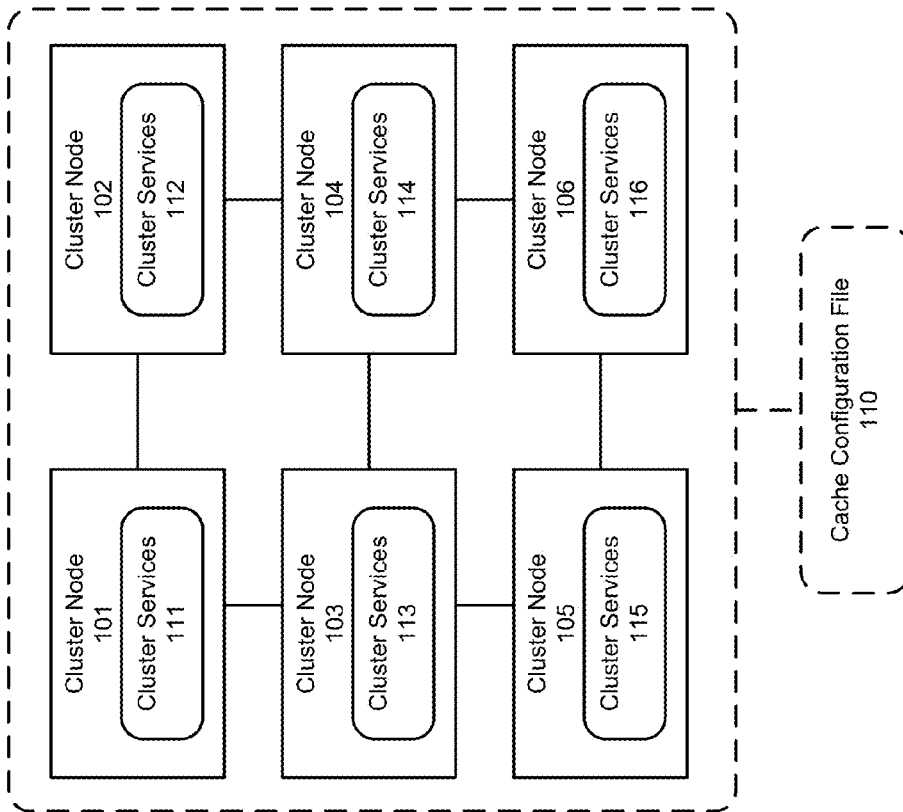 Cluster Node
101
Cluster Services
111
Cluster Node
102
Cluster Services
112
Cluster Node
103
Cluster Services
113
Cluster Node
104
Cluster Services
114
Cluster Node
105
Cluster Services
115
Cluster Node
106
Cluster Services
116
Cache Configuration File
110